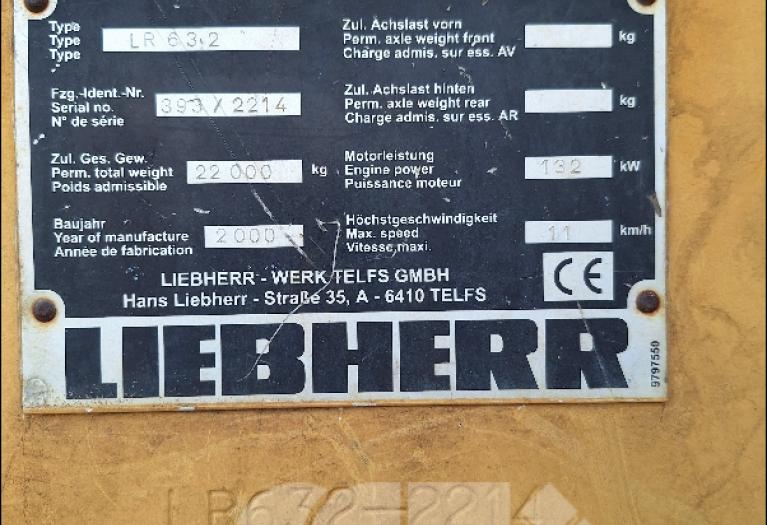 Type
Type LR 632
Type
Fzg.-Ident.-Nr.
Serial no. 393 / 2214
N° de série
Zul. Ges. Gew.
Perm. total weight 22 000 kg
Poids admissible
Baujahr
Year of manufacture 2000
Année de fabrication
Zul. Achslast vorn
Perm. axle weight front kg
Charge admis. sur ess. AV
Zul. Achslast hinten
Perm. axle weight rear kg
Charge admis. sur ess. AR
Motorleistung
Engine power 132 kW
Puissance moteur
Höchstgeschwindigkeit
Max. speed 11 km/h
Vitesse maxi.
LIEBHERR - WERK TELFS GMBH
Hans Liebherr - Straße 35, A - 6410 TELFS
CE
LIEBHERR
9797550
LR632-2214